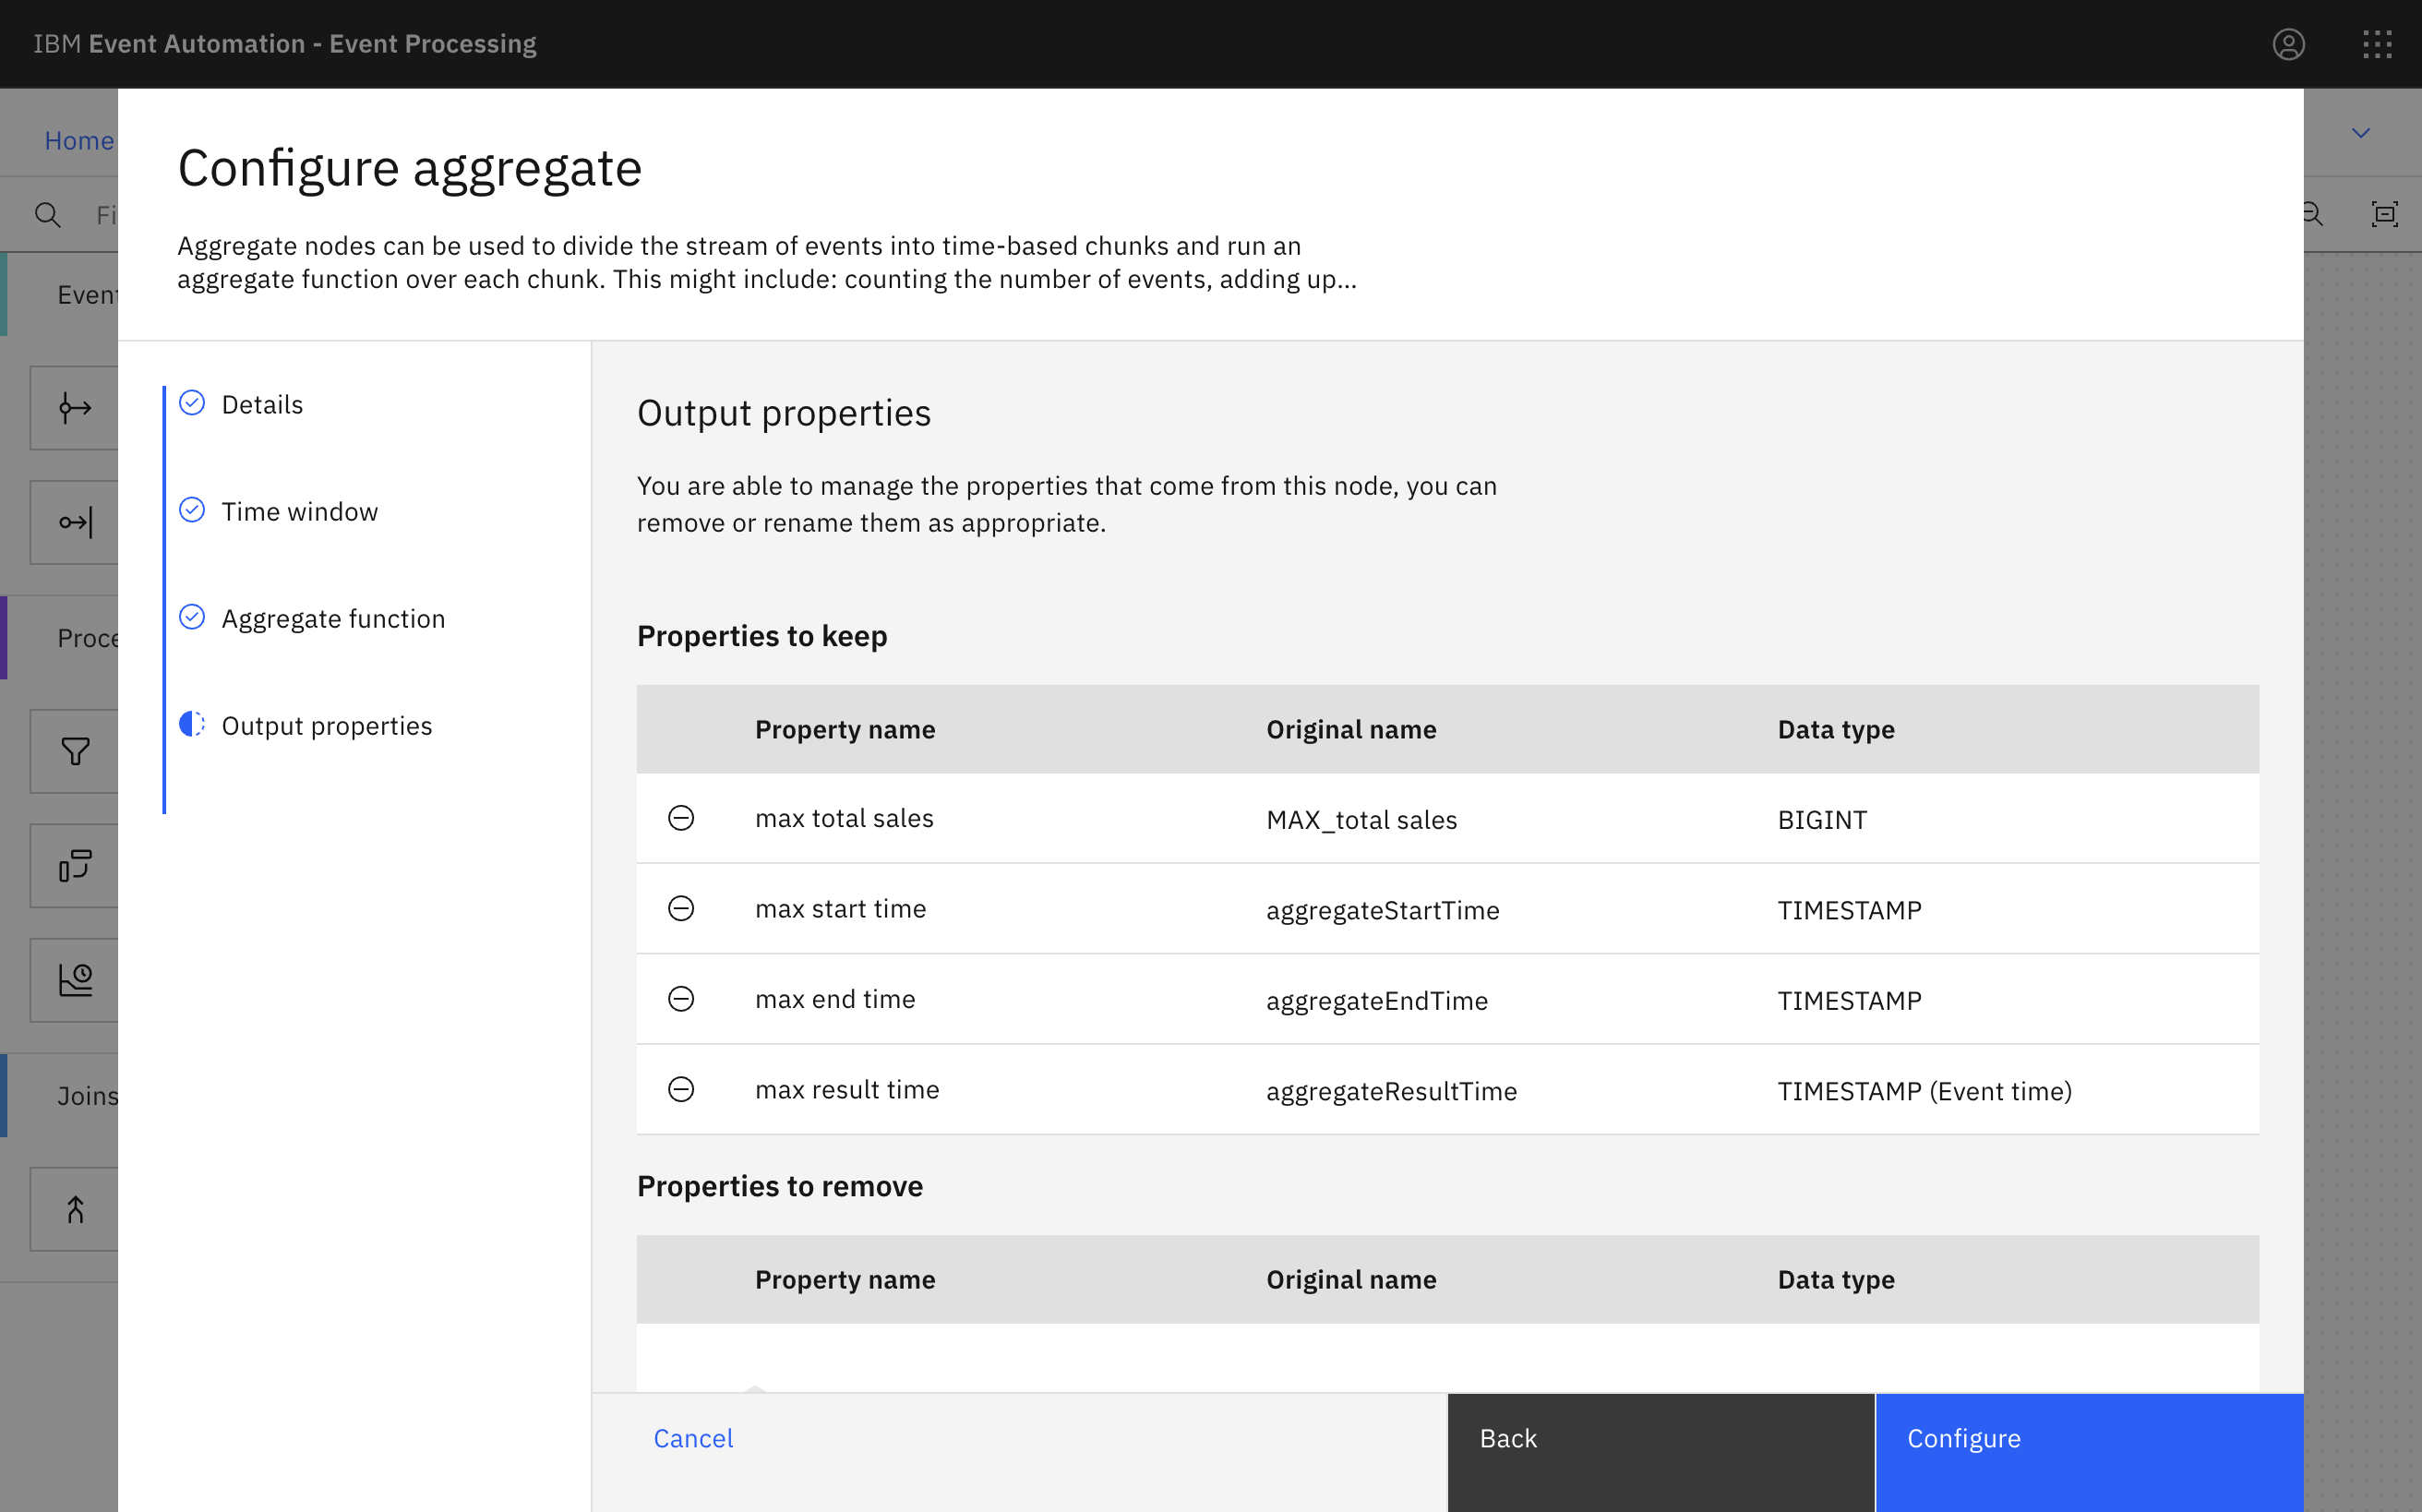 IBM Event Automation - Event Processing
Home
Configure aggregate
Aggregate nodes can be used to divide the stream of events into time-based chunks and run an
aggregate function over each chunk. This might include: counting the number of events, adding up...
Details
Time window
Aggregate function
Output properties
Output properties
You are able to manage the properties that come from this node, you can
remove or rename them as appropriate.
Properties to keep
Property name Original name Data type
max total sales MAX_total sales BIGINT
max start time aggregateStartTime TIMESTAMP
max end time aggregateEndTime TIMESTAMP
max result time aggregateResultTime TIMESTAMP (Event time)
Properties to remove
Property name Original name Data type
Cancel
Back
Configure
Event
Joins